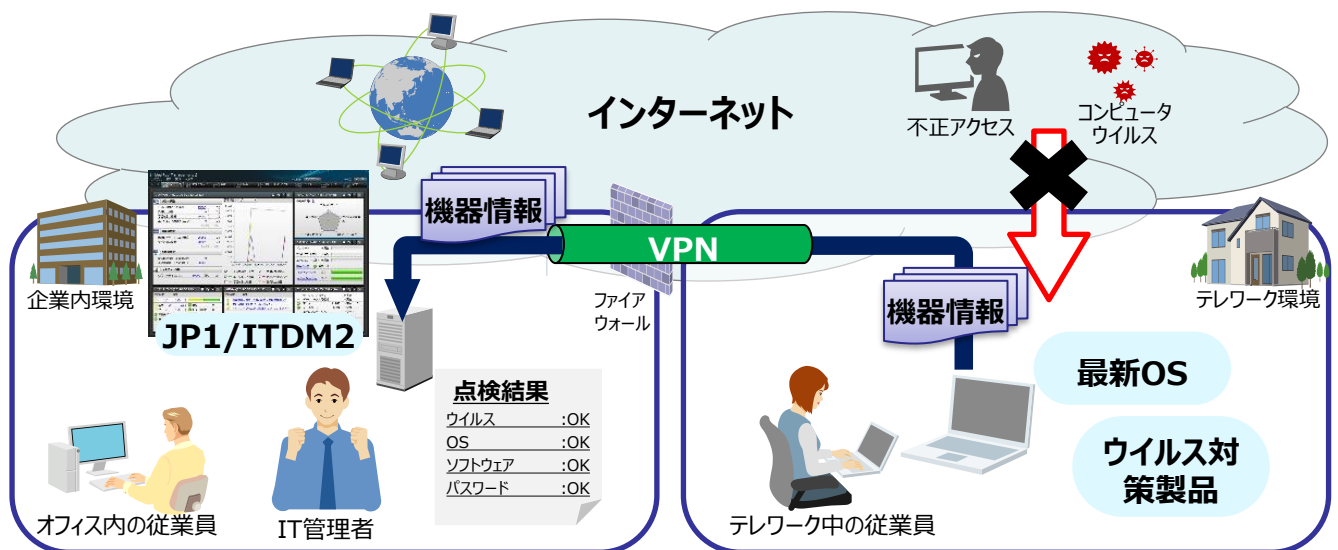 インターネット
不正アクセス
コンピュータ
ウイルス
機器情報
VPN
企業内環境
ファイア
ウォール
テレワーク環境
JP1/ITDM2
機器情報
点検結果
ウイルス :OK
OS :OK
ソフトウェア :OK
パスワード :OK
最新OS
ウイルス対
策製品
オフィス内の従業員
IT管理者
テレワーク中の従業員